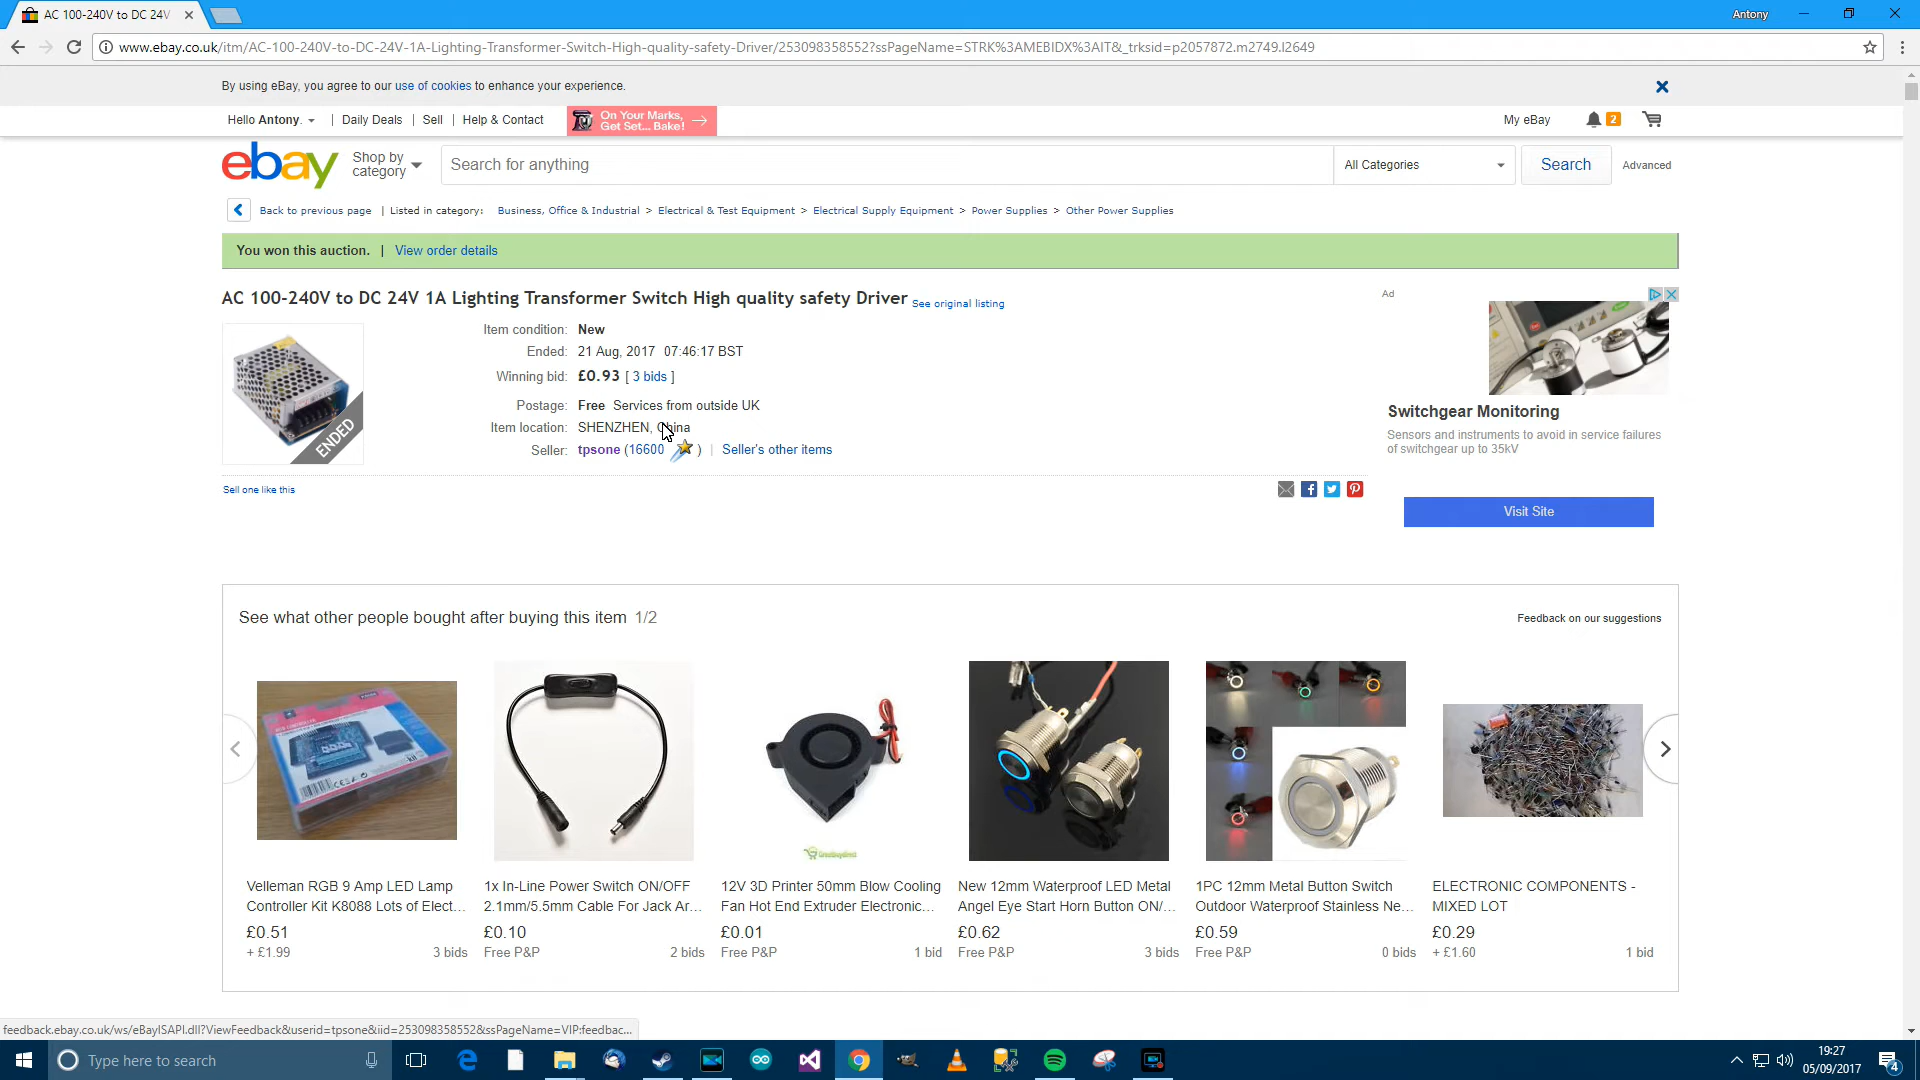 AC 100-240V to DC 24V
Antony
www.ebay.co.uk/itm/AC-100-240V-to-DC-24V-1A-Lighting-Transformer-Switch-High-quality-safety-Driver/253098358552?ssPageName=STRK%3AMEBIDX%3AIT&_trksid=p2057872.m2749.l2649
By using eBay, you agree to our use of cookies to enhance your experience.
Hello Antony. | Daily Deals | Sell | Help & Contact
On Your Marks,
Get Set... Bake!
My eBay
2
ebay
Shop by
category
Search for anything
All Categories
Search
Advanced
Back to previous page | Listed in category: Business, Office & Industrial > Electrical & Test Equipment > Electrical Supply Equipment > Power Supplies > Other Power Supplies
You won this auction. | View order details
AC 100-240V to DC 24V 1A Lighting Transformer Switch High quality safety Driver See original listing
ENDED
Item condition: New
Ended: 21 Aug, 2017 07:46:17 BST
Winning bid: £0.93 [ 3 bids ]
Postage: Free Services from outside UK
Item location: SHENZHEN, China
Seller: tpsone (16600 ) | Seller's other items
Sell one like this
Ad
Switchgear Monitoring
Sensors and instruments to avoid in service failures
of switchgear up to 35kV
Visit Site
See what other people bought after buying this item 1/2
Feedback on our suggestions
Greatbuydirect
Velleman RGB 9 Amp LED Lamp
Controller Kit K8088 Lots of Elect...
£0.51
+ £1.99 3 bids
1x In-Line Power Switch ON/OFF
2.1mm/5.5mm Cable For Jack Ar...
£0.10
Free P&P 2 bids
12V 3D Printer 50mm Blow Cooling
Fan Hot End Extruder Electronic...
£0.01
Free P&P 1 bid
New 12mm Waterproof LED Metal
Angel Eye Start Horn Button ON/...
£0.62
Free P&P 3 bids
1PC 12mm Metal Button Switch
Outdoor Waterproof Stainless Ne...
£0.59
Free P&P 0 bids
ELECTRONIC COMPONENTS -
MIXED LOT
£0.29
+ £1.60 1 bid
feedback.ebay.co.uk/ws/eBayISAPI.dll?ViewFeedback&userid=tpsone&iid=253098358552&ssPageName=VIP:feedbac...
Type here to search
19:27
05/09/2017
4